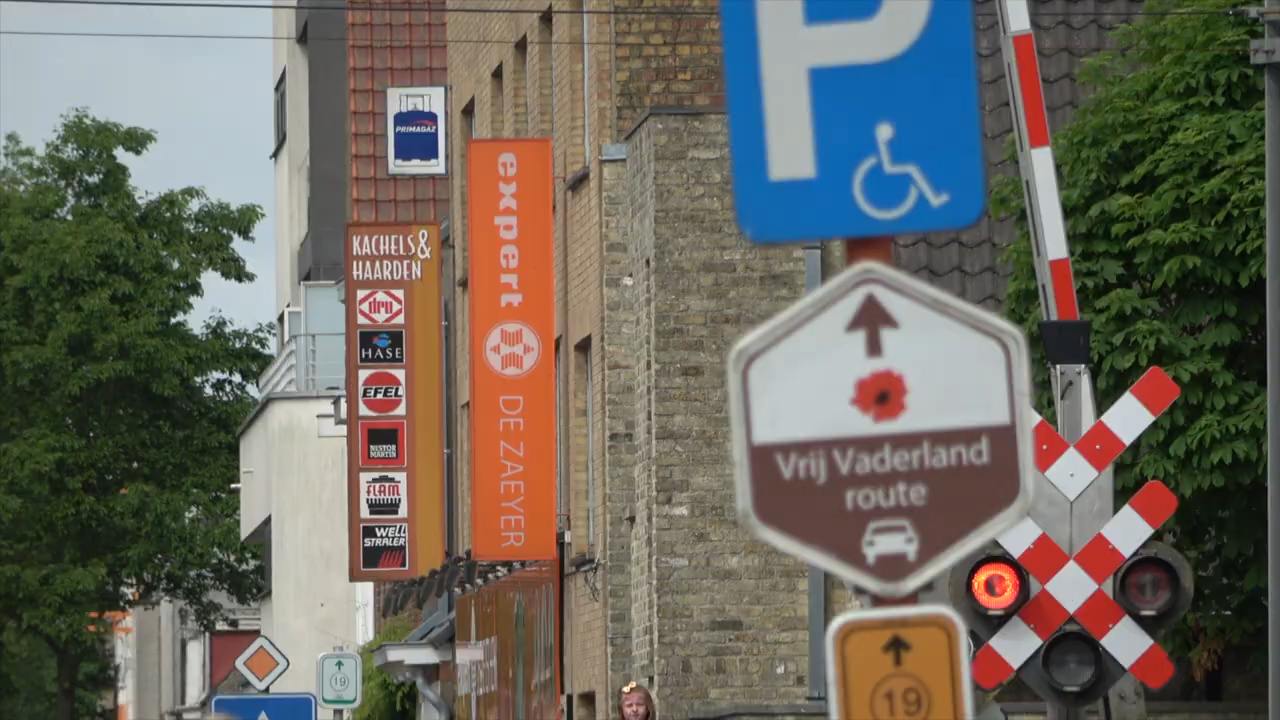 PRIMAGAZ
expert
DE ZAEYER
KACHELS &
HAARDEN
dru
HASE
EFEL
NESTOR
MARTIN
FLAM
WELL
STRALER
P
Vrij Vaderland
route
19
19